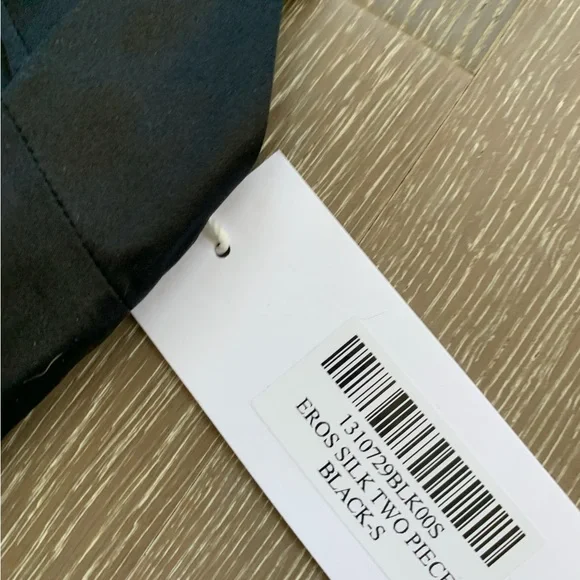 1310729BLK00S
EROS SILK TWO PIECE
BLACK-S